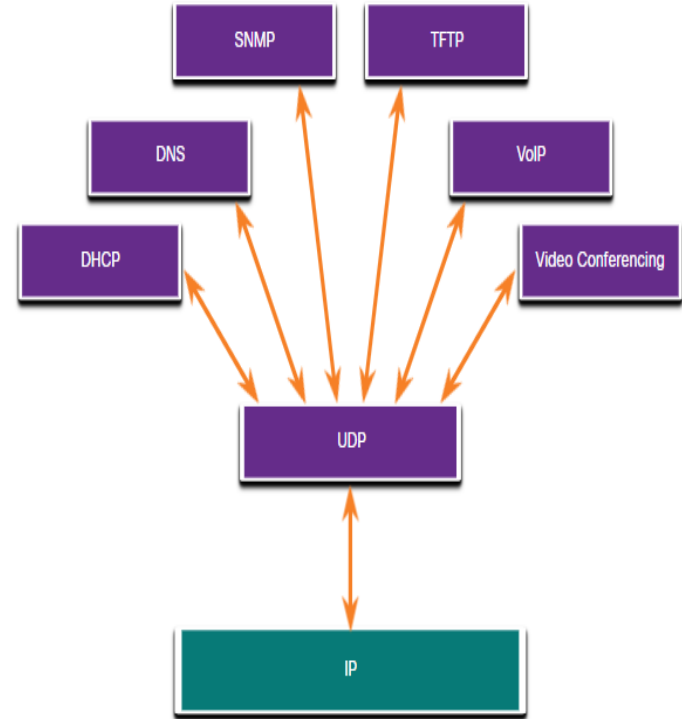 SNMP
TFTP
DNS
VoIP
DHCP
Video Conferencing
UDP
IP